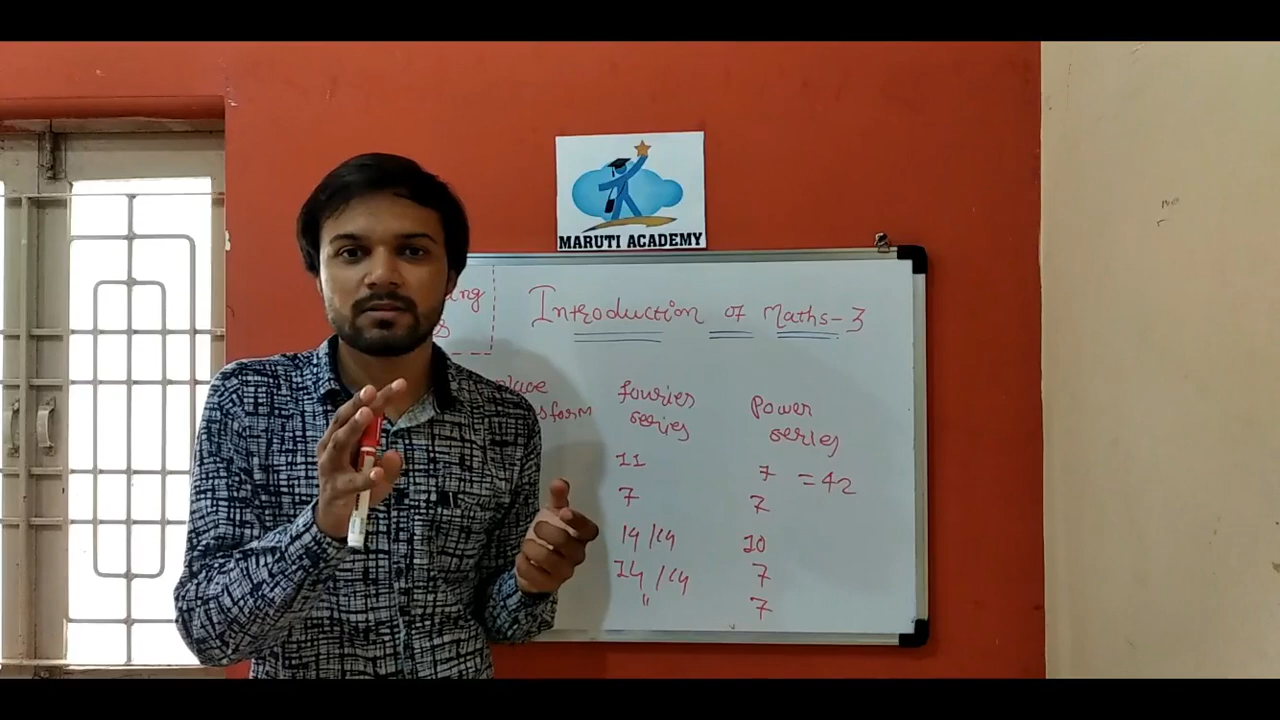 MARUTI ACADEMY
Introduction of Maths-3
fouries
series
Power
series
11
7 = 42
7
7
14/14
10
14/14
7
"
7